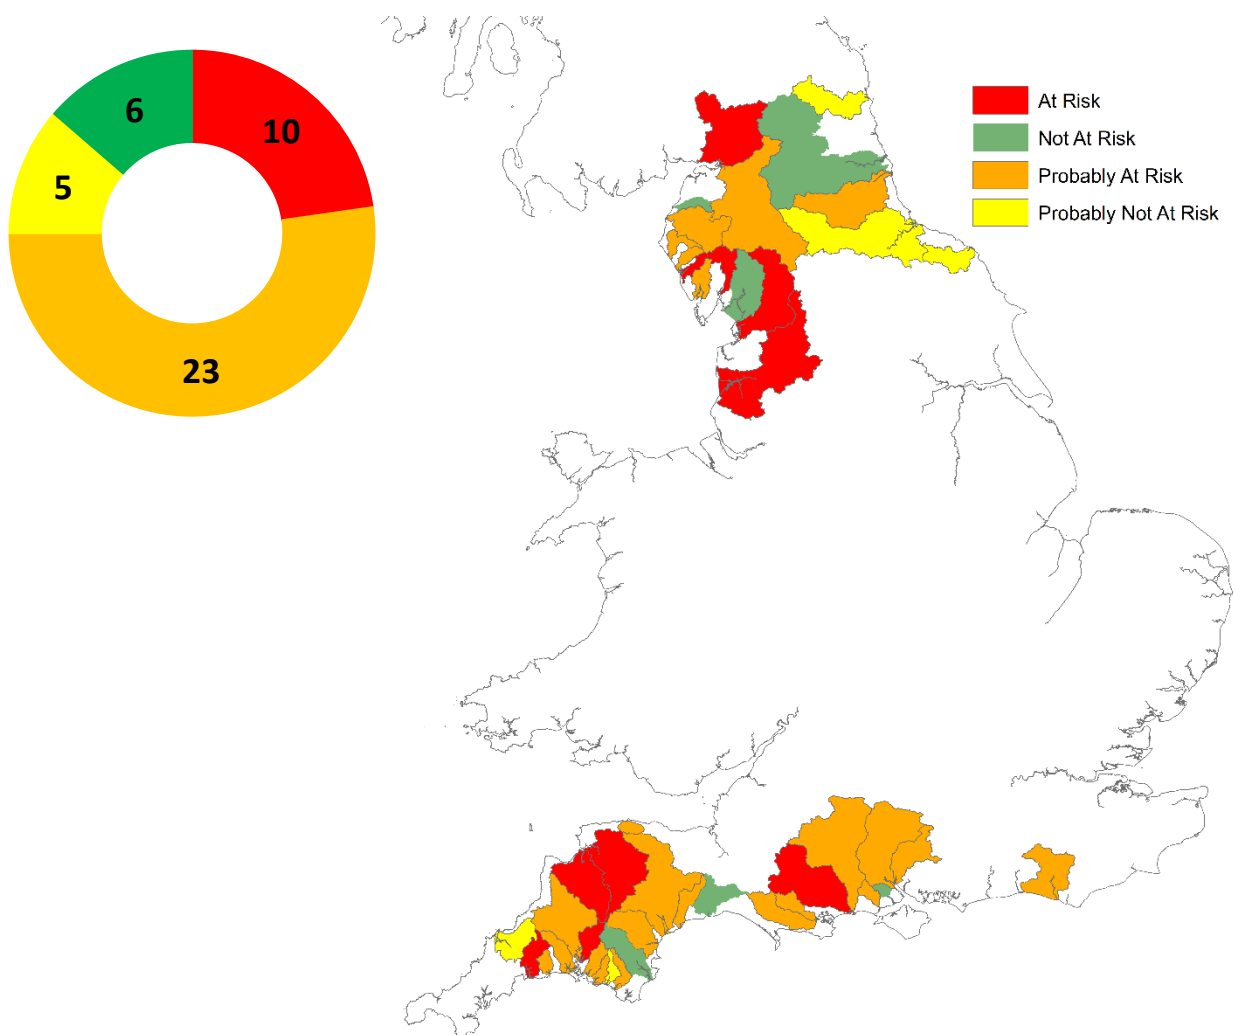 6
10
5
23
At Risk
Not At Risk
Probably At Risk
Probably Not At Risk